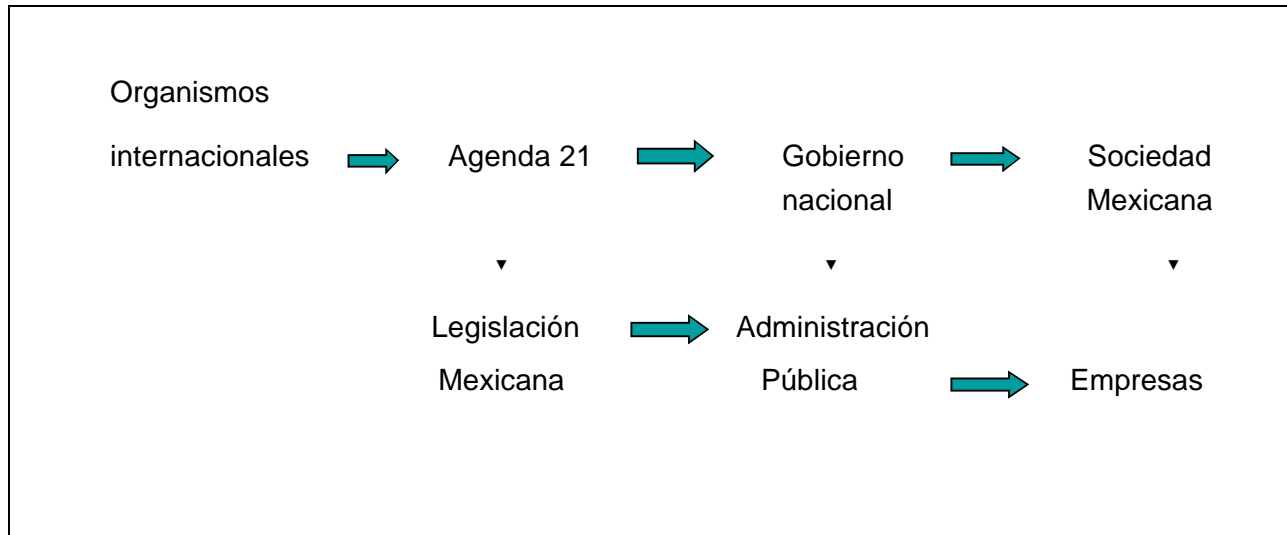 Organismos
internacionales Agenda 21 Gobierno Sociedad
nacional Mexicana
Legislación Administración
Mexicana Pública Empresas